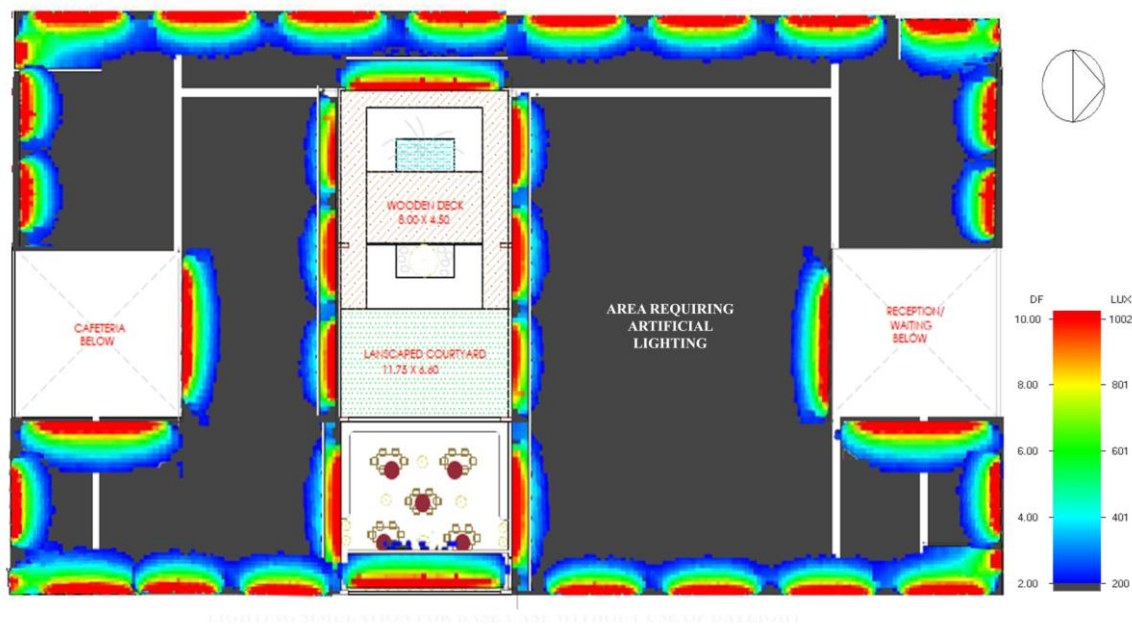 WOODEN DECK
8.00 X 4.50
CAFETERIA
BELOW
AREA REQUIRING
ARTIFICIAL
LIGHTING
RECEPTION/
WAITING
BELOW
LANSCAPED COURTYARD
11.75 X 6.60
DF LUX
10.00 1002
8.00 801
6.00 601
4.00 401
2.00 200